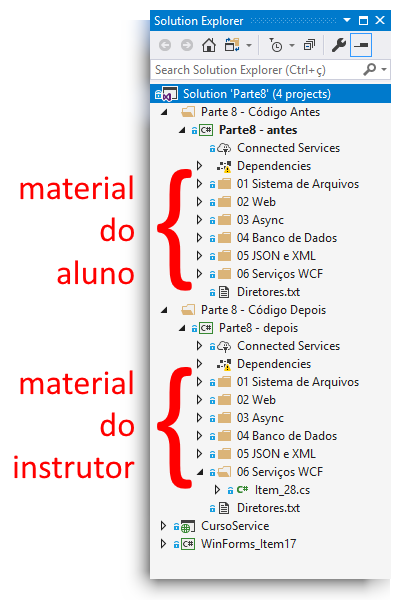 Solution Explorer
Search Solution Explorer (Ctrl+ç)
Solution 'Parte8' (4 projects)
Parte 8 - Código Antes
C# Parte8 - antes
Connected Services
Dependencies
01 Sistema de Arquivos
02 Web
03 Async
04 Banco de Dados
05 JSON e XML
06 Serviços WCF
Diretores.txt
material
do
aluno
Parte 8 - Código Depois
C# Parte8 - depois
Connected Services
Dependencies
01 Sistema de Arquivos
02 Web
03 Async
04 Banco de Dados
05 JSON e XML
06 Serviços WCF
C# Item_28.cs
Diretores.txt
material
do
instrutor
CursoService
C# WinForms_Item17